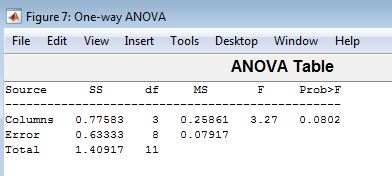 Figure 7: One-way ANOVA
File Edit View Insert Tools Desktop Window Help
ANOVA Table
Source SS df MS F Prob>F
Columns 0.77583 3 0.25861 3.27 0.0802
Error 0.63333 8 0.07917
Total 1.40917 11